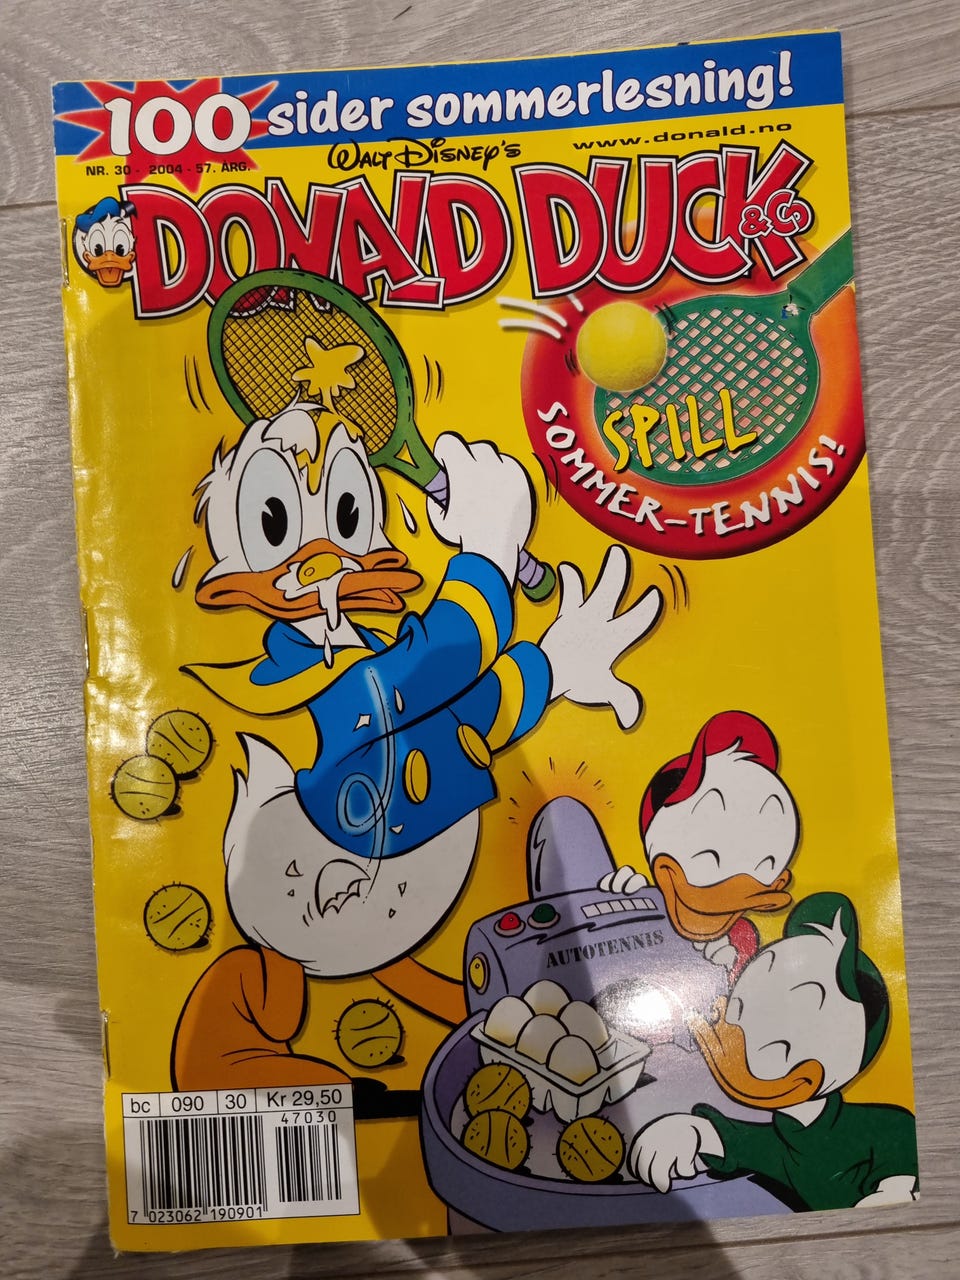 100 sider sommerlesning!
NR. 30 - 2004 - 57. ÅRG.
WALT DISNEY'S
www.donald.no
DONALD DUCK
&Co
SPILL
SOMMER-TENNIS!
AUTOTENNIS
bc 090 30 Kr 29,50
47030
7 023062 190901